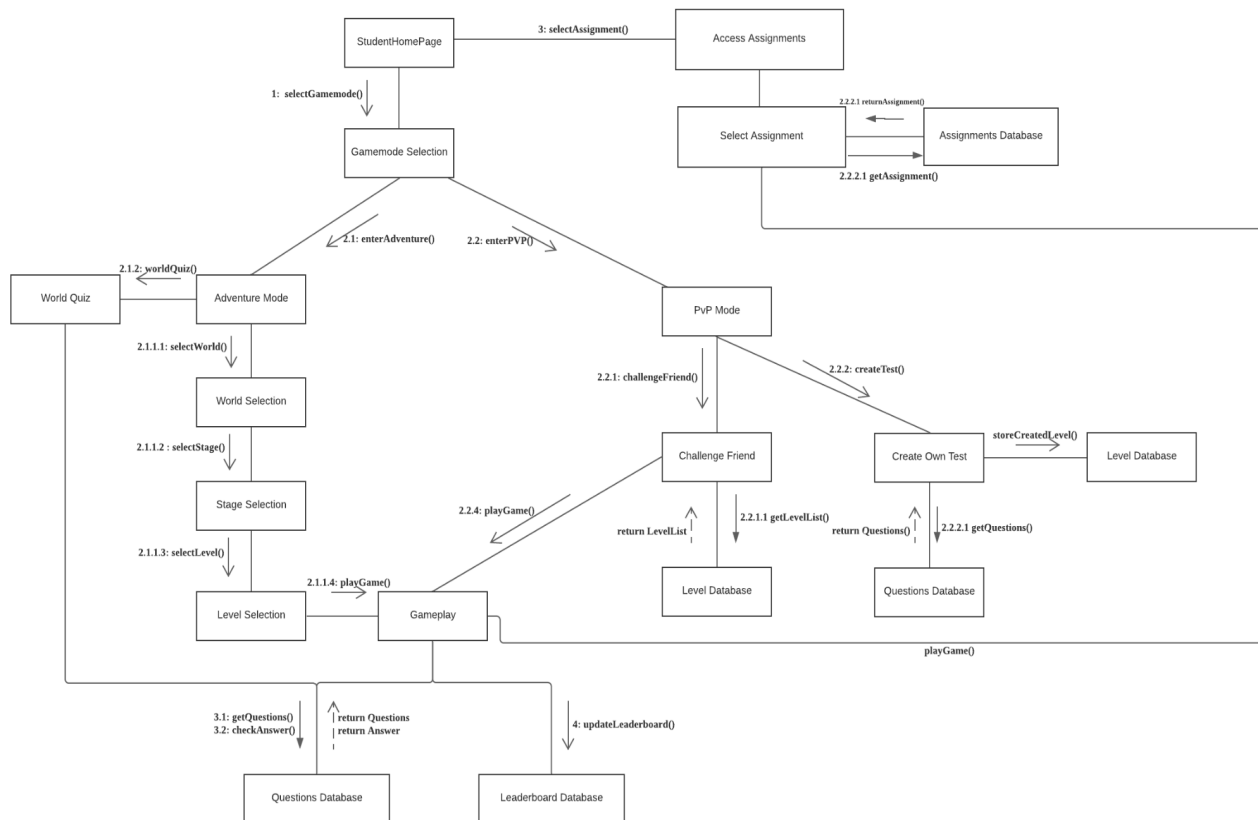 3: selectAssignment()
StudentHomePage
Access Assignments
1:  selectGamemode()
2.2.2.1 returnAssignment()
Select Assignment
Assignments Database
Gamemode Selection
2.2.2.1 getAssignment()
2.1: enterAdventure()
2.2: enterPVP()
2.1.2: worldQuiz()
World Quiz
Adventure Mode
PvP Mode
2.1.1.1: selectWorld()
2.2.2: createTest()
2.2.1: challengeFriend()
World Selection
storeCreatedLevel()
2.1.1.2 : selectStage()
Challenge Friend
Create Own Test
Level Database
Stage Selection
2.2.4: playGame()
2.2.1.1 getLevelList()
return LevelList
return Questions()
2.2.2.1 getQuestions()
2.1.1.3: selectLevel()
2.1.1.4: playGame()
Level Database
Questions Database
Level Selection
Gameplay
playGame()
3.1: getQuestions()
3.2: checkAnswer()
return Questions
return Answer
4: updateLeaderboard()
Questions Database
Leaderboard Database